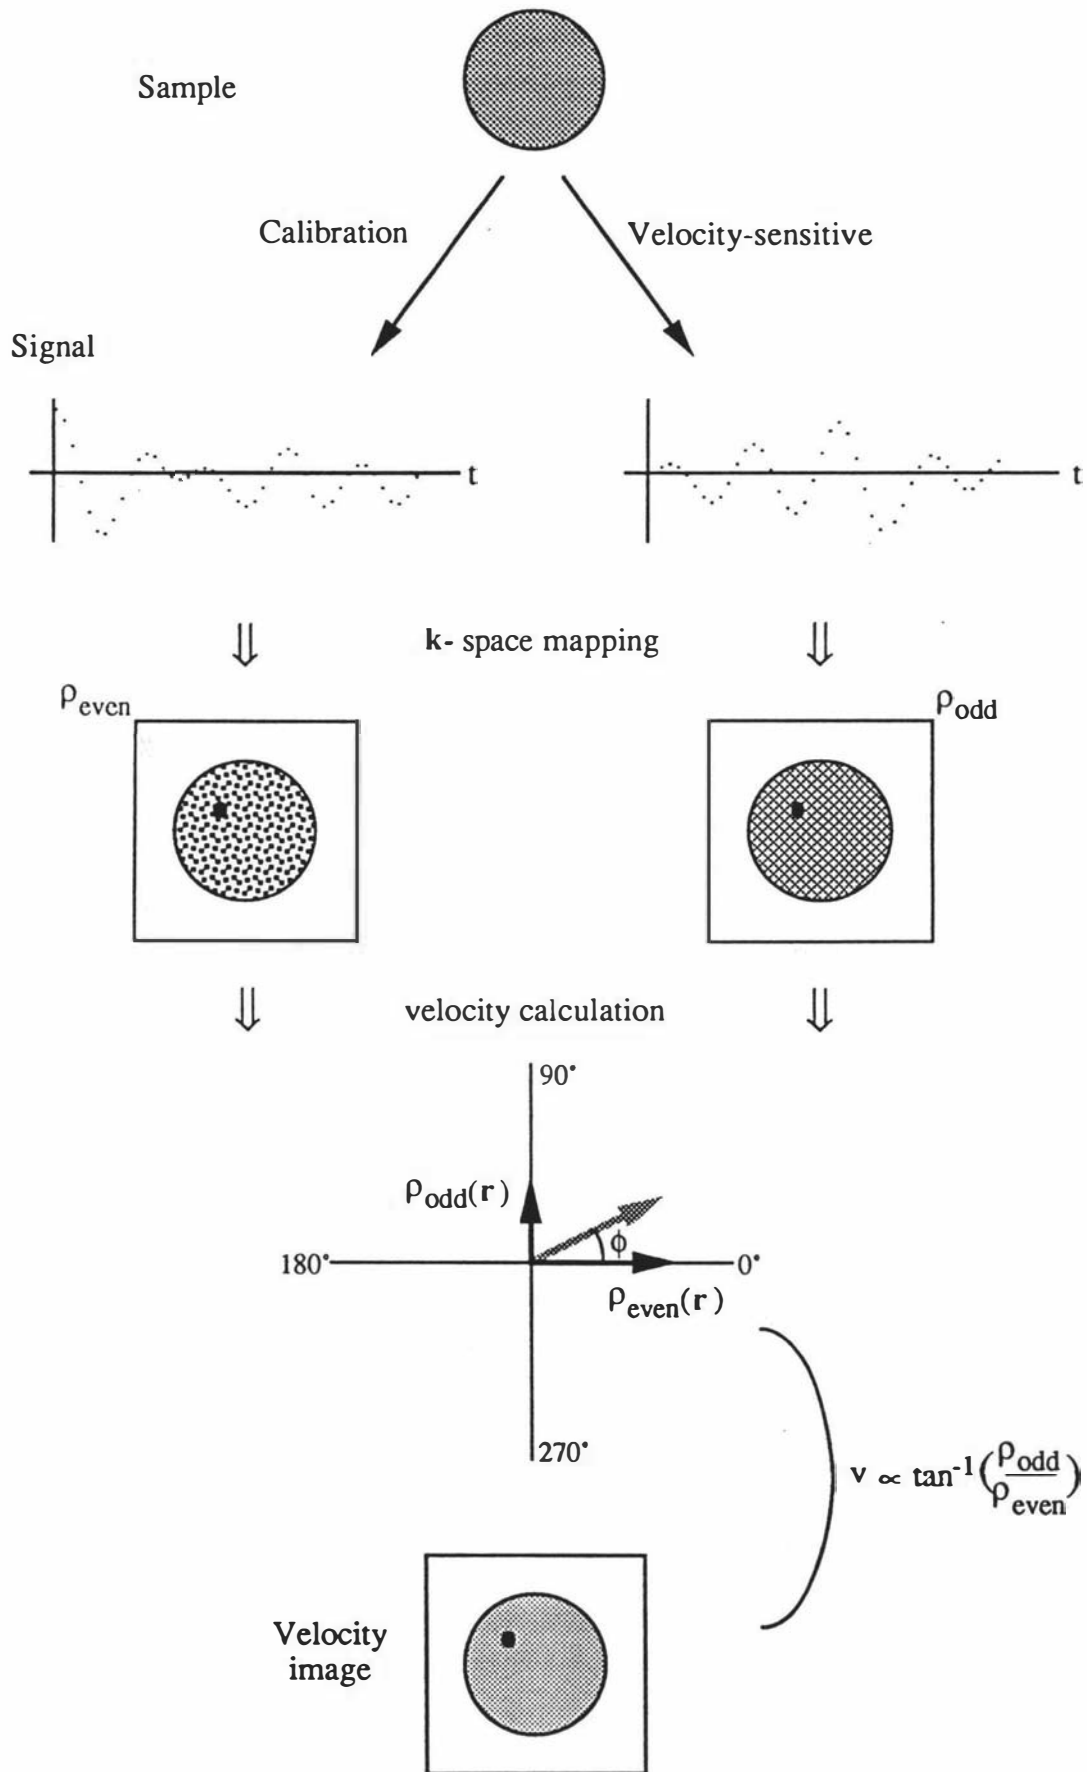 Sample
Calibration
Velocity-sensitive
Signal
t
t
k- space mapping
ρeven
ρodd
velocity calculation
90°
ρodd(r)
ϕ
180°
0°
ρeven(r)
270°
v ∝ tan-1(ρodd/ρeven)
Velocity
image